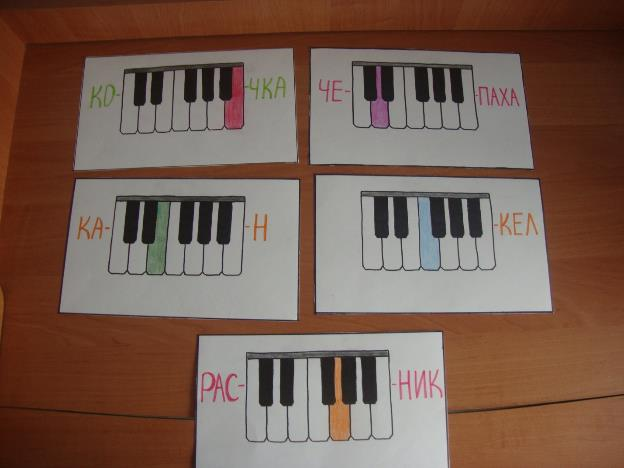 КО- -ЧКА
ЧЕ- -ПАХА
КА- -Н
-КЕЛ
РАС- -НИК